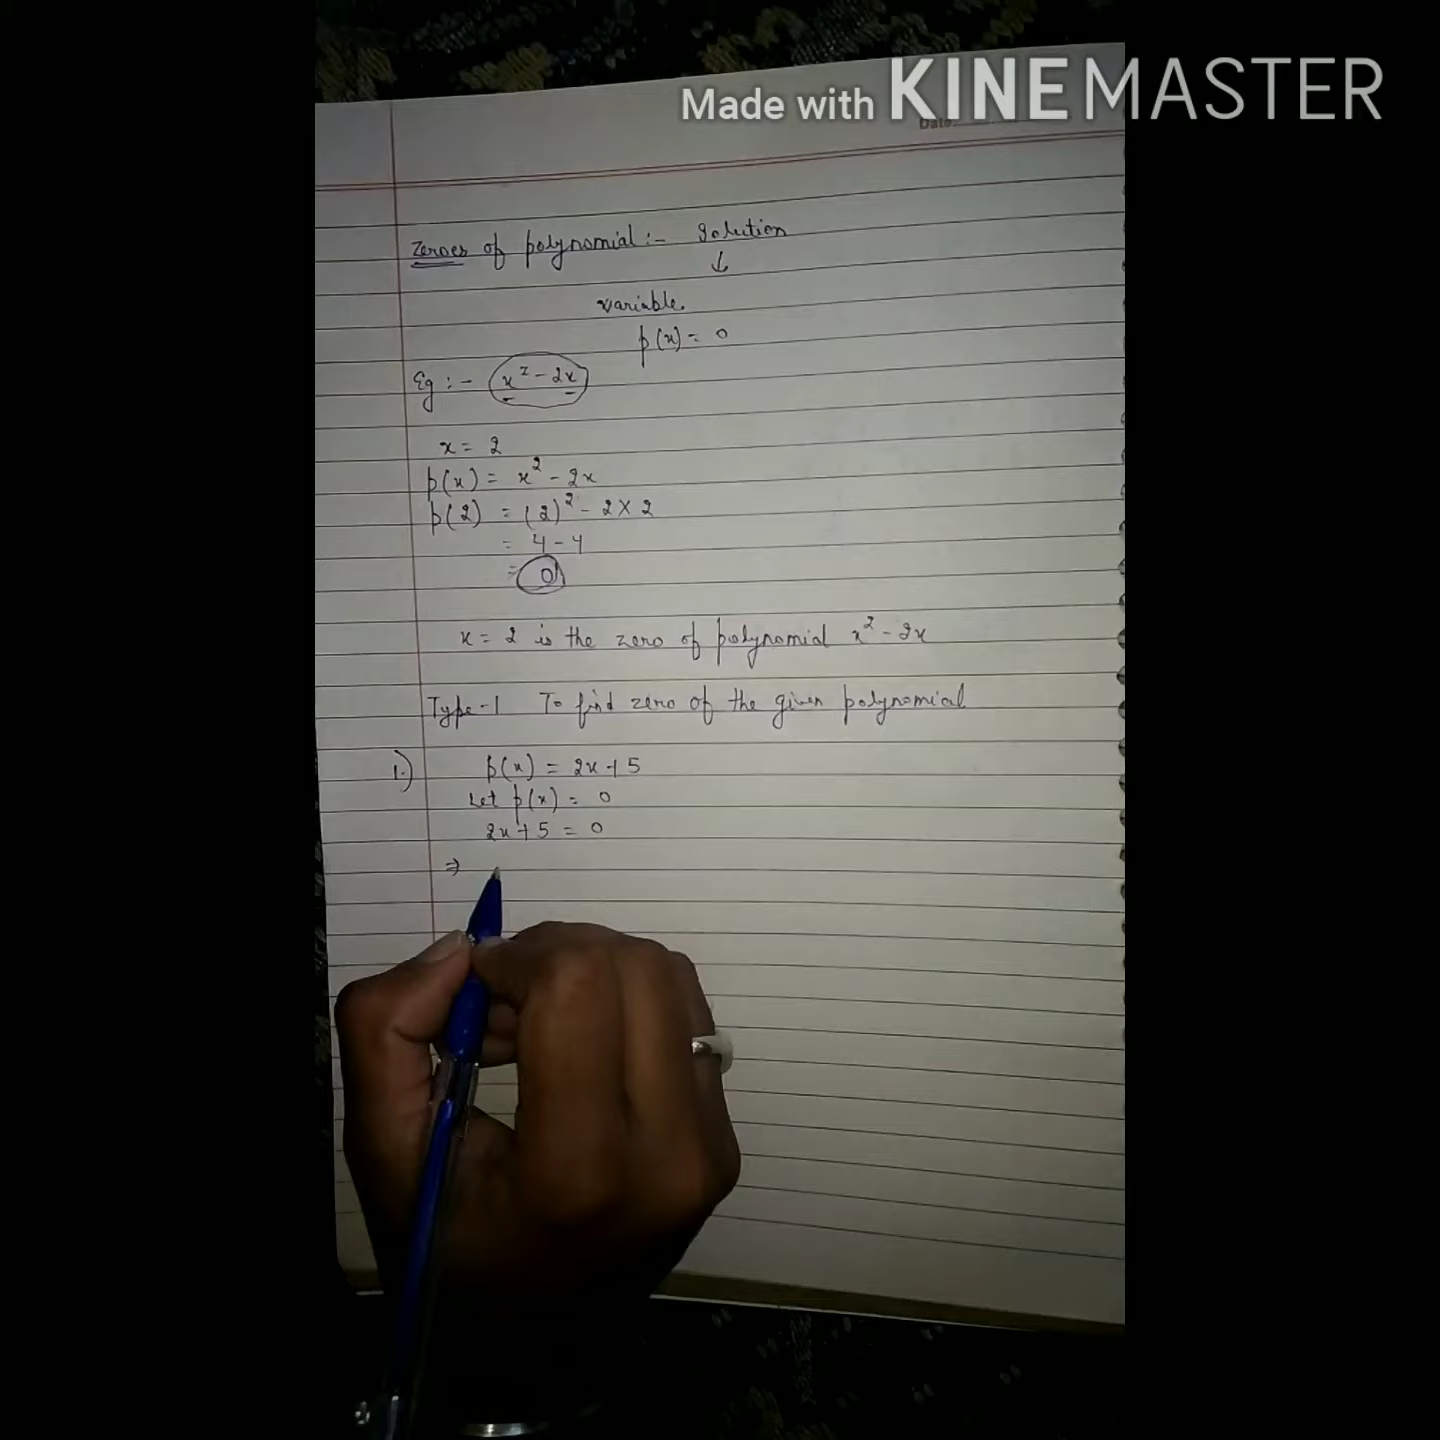 Made with KINEMASTER
Date
Zeroes of polynomial :- Solution
↓
variable.
p(x) = 0
Eg :- x² - 2x
x = 2
p(x) = x² - 2x
p(2) = (2)² - 2 × 2
= 4 - 4
= 0
x = 2 is the zero of polynomial x² - 2x
Type-1 To find zero of the given polynomial
1.) p(x) = 2x + 5
Let p(x) = 0
2x + 5 = 0
⇒